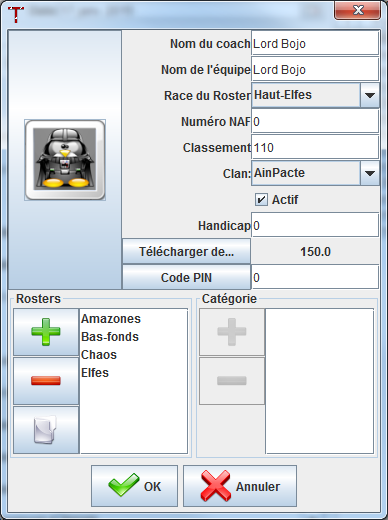 Nom du coach Lord Bojo
Nom de l'équipe Lord Bojo
Race du Roster Haut-Elfes
Numéro NAF 0
Classement 110
Clan: AinPacte
Actif
Handicap 0
Télécharger de... 150.0
Code PIN 0
Rosters Catégorie
Amazones
Bas-fonds
Chaos
Elfes
OK Annuler